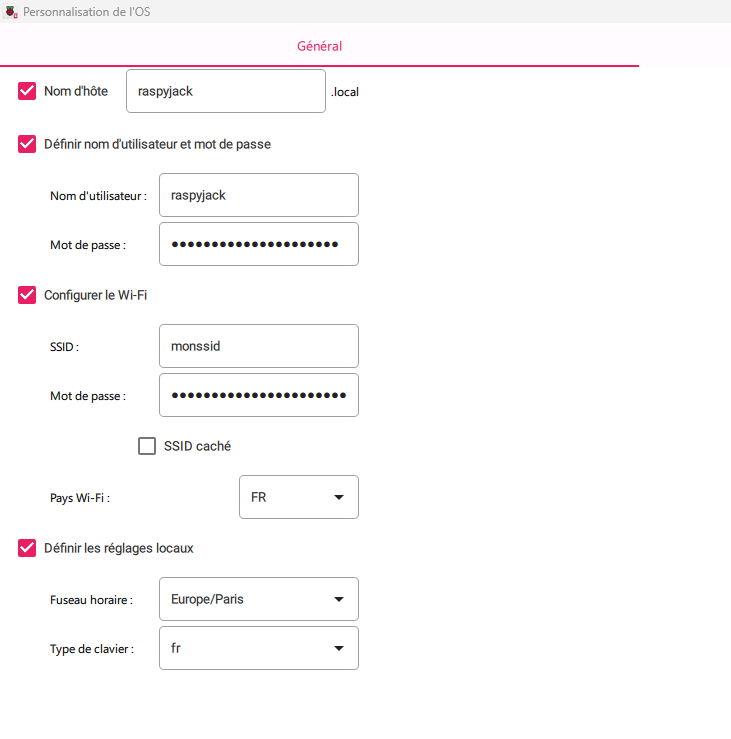 Personnalisation de l'OS
Général
Nom d'hôte raspyjack .local
Définir nom d'utilisateur et mot de passe
Nom d'utilisateur : raspyjack
Mot de passe : •••••••••••••••••••••
Configurer le Wi-Fi
SSID : monssid
Mot de passe : ••••••••••••••••••••••
SSID caché
Pays Wi-Fi : FR
Définir les réglages locaux
Fuseau horaire : Europe/Paris
Type de clavier : fr